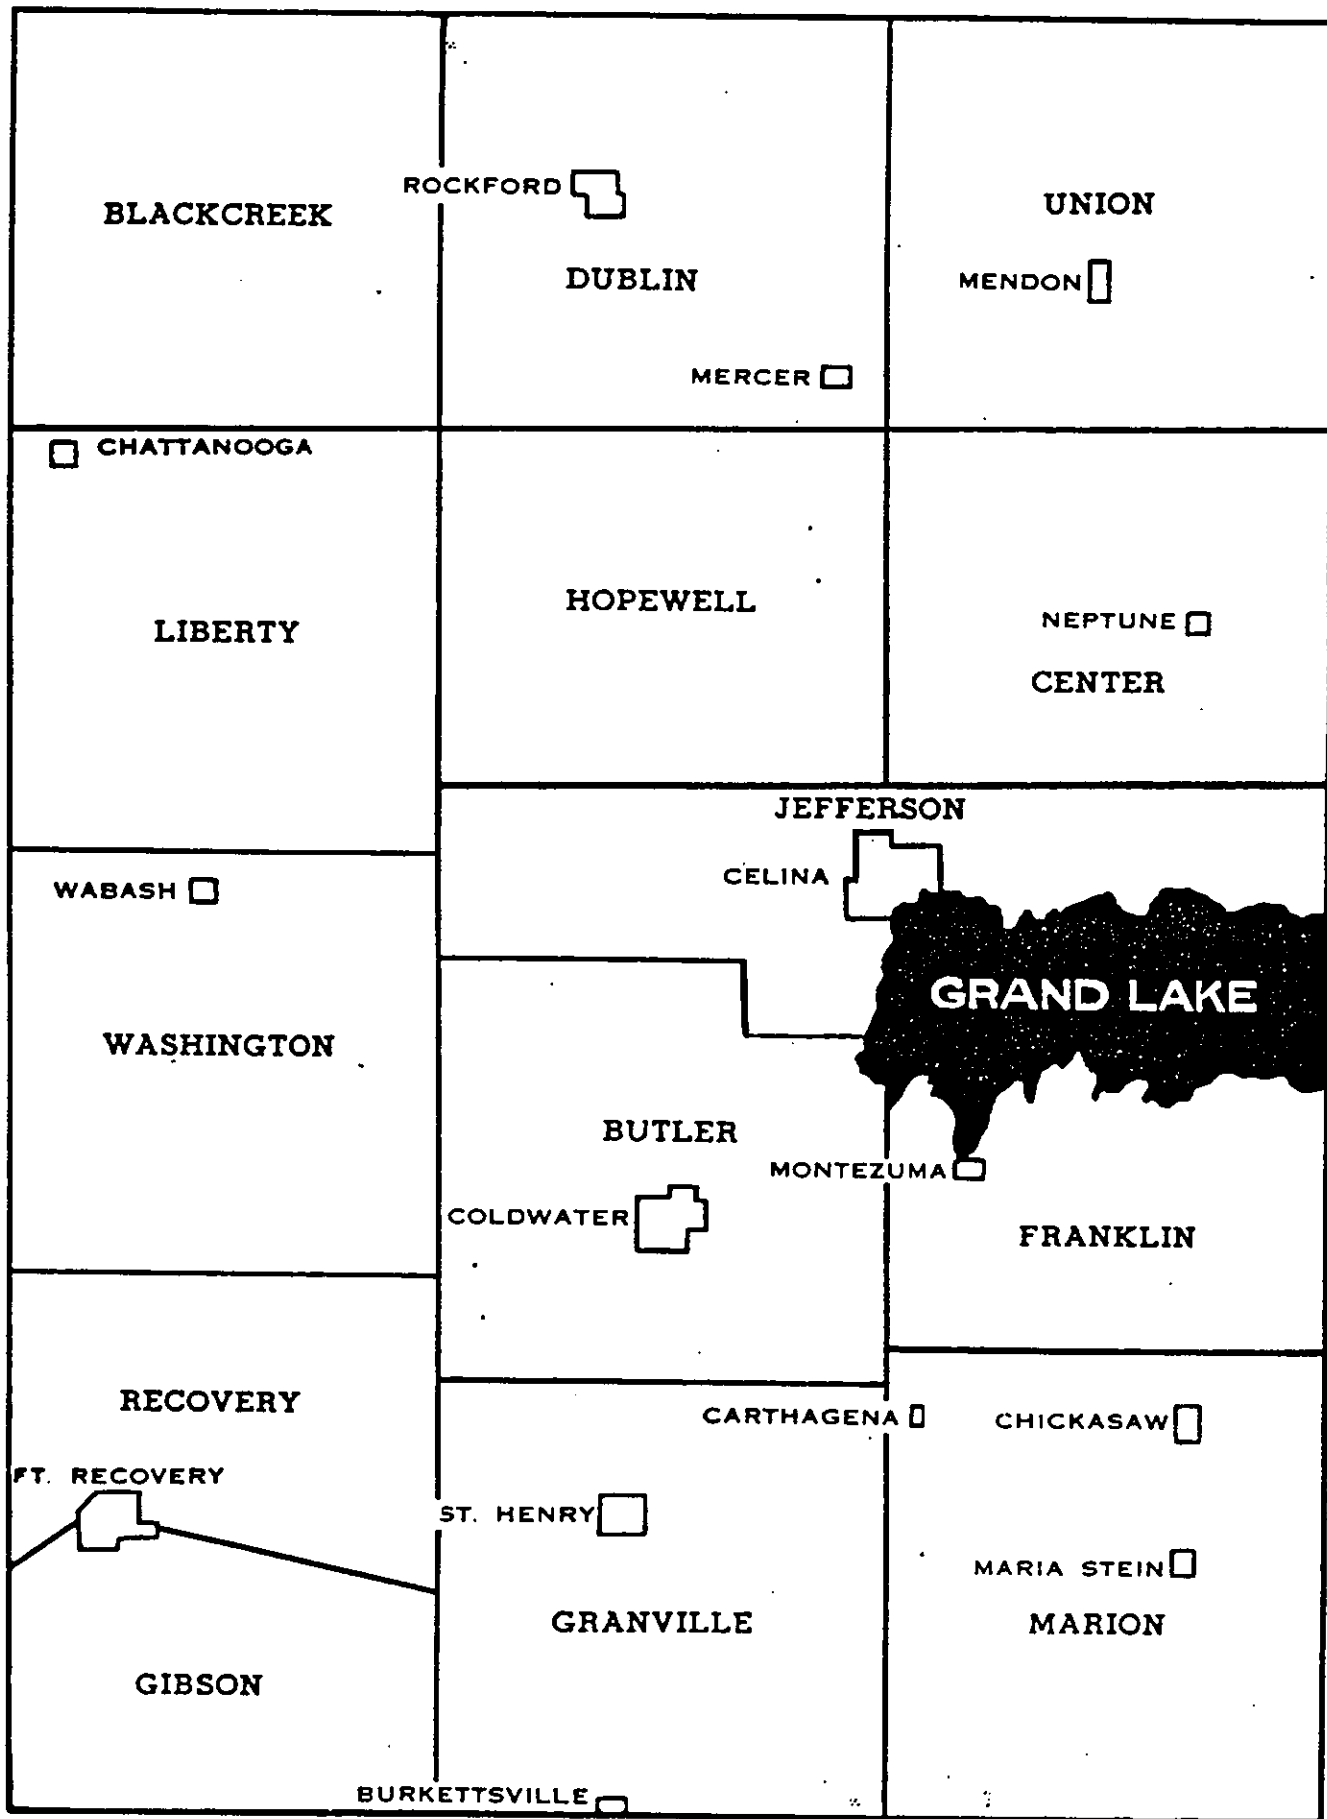 ROCKFORD
BLACKCREEK
UNION
DUBLIN
MENDON
MERCER
CHATTANOOGA
HOPEWELL
LIBERTY
NEPTUNE
CENTER
JEFFERSON
CELINA
WABASH
GRAND LAKE
WASHINGTON
BUTLER
MONTEZUMA
COLDWATER
FRANKLIN
RECOVERY
CARTHAGENA
CHICKASAW
FT. RECOVERY
ST. HENRY
MARIA STEIN
GRANVILLE
MARION
GIBSON
BURKETTSVILLE